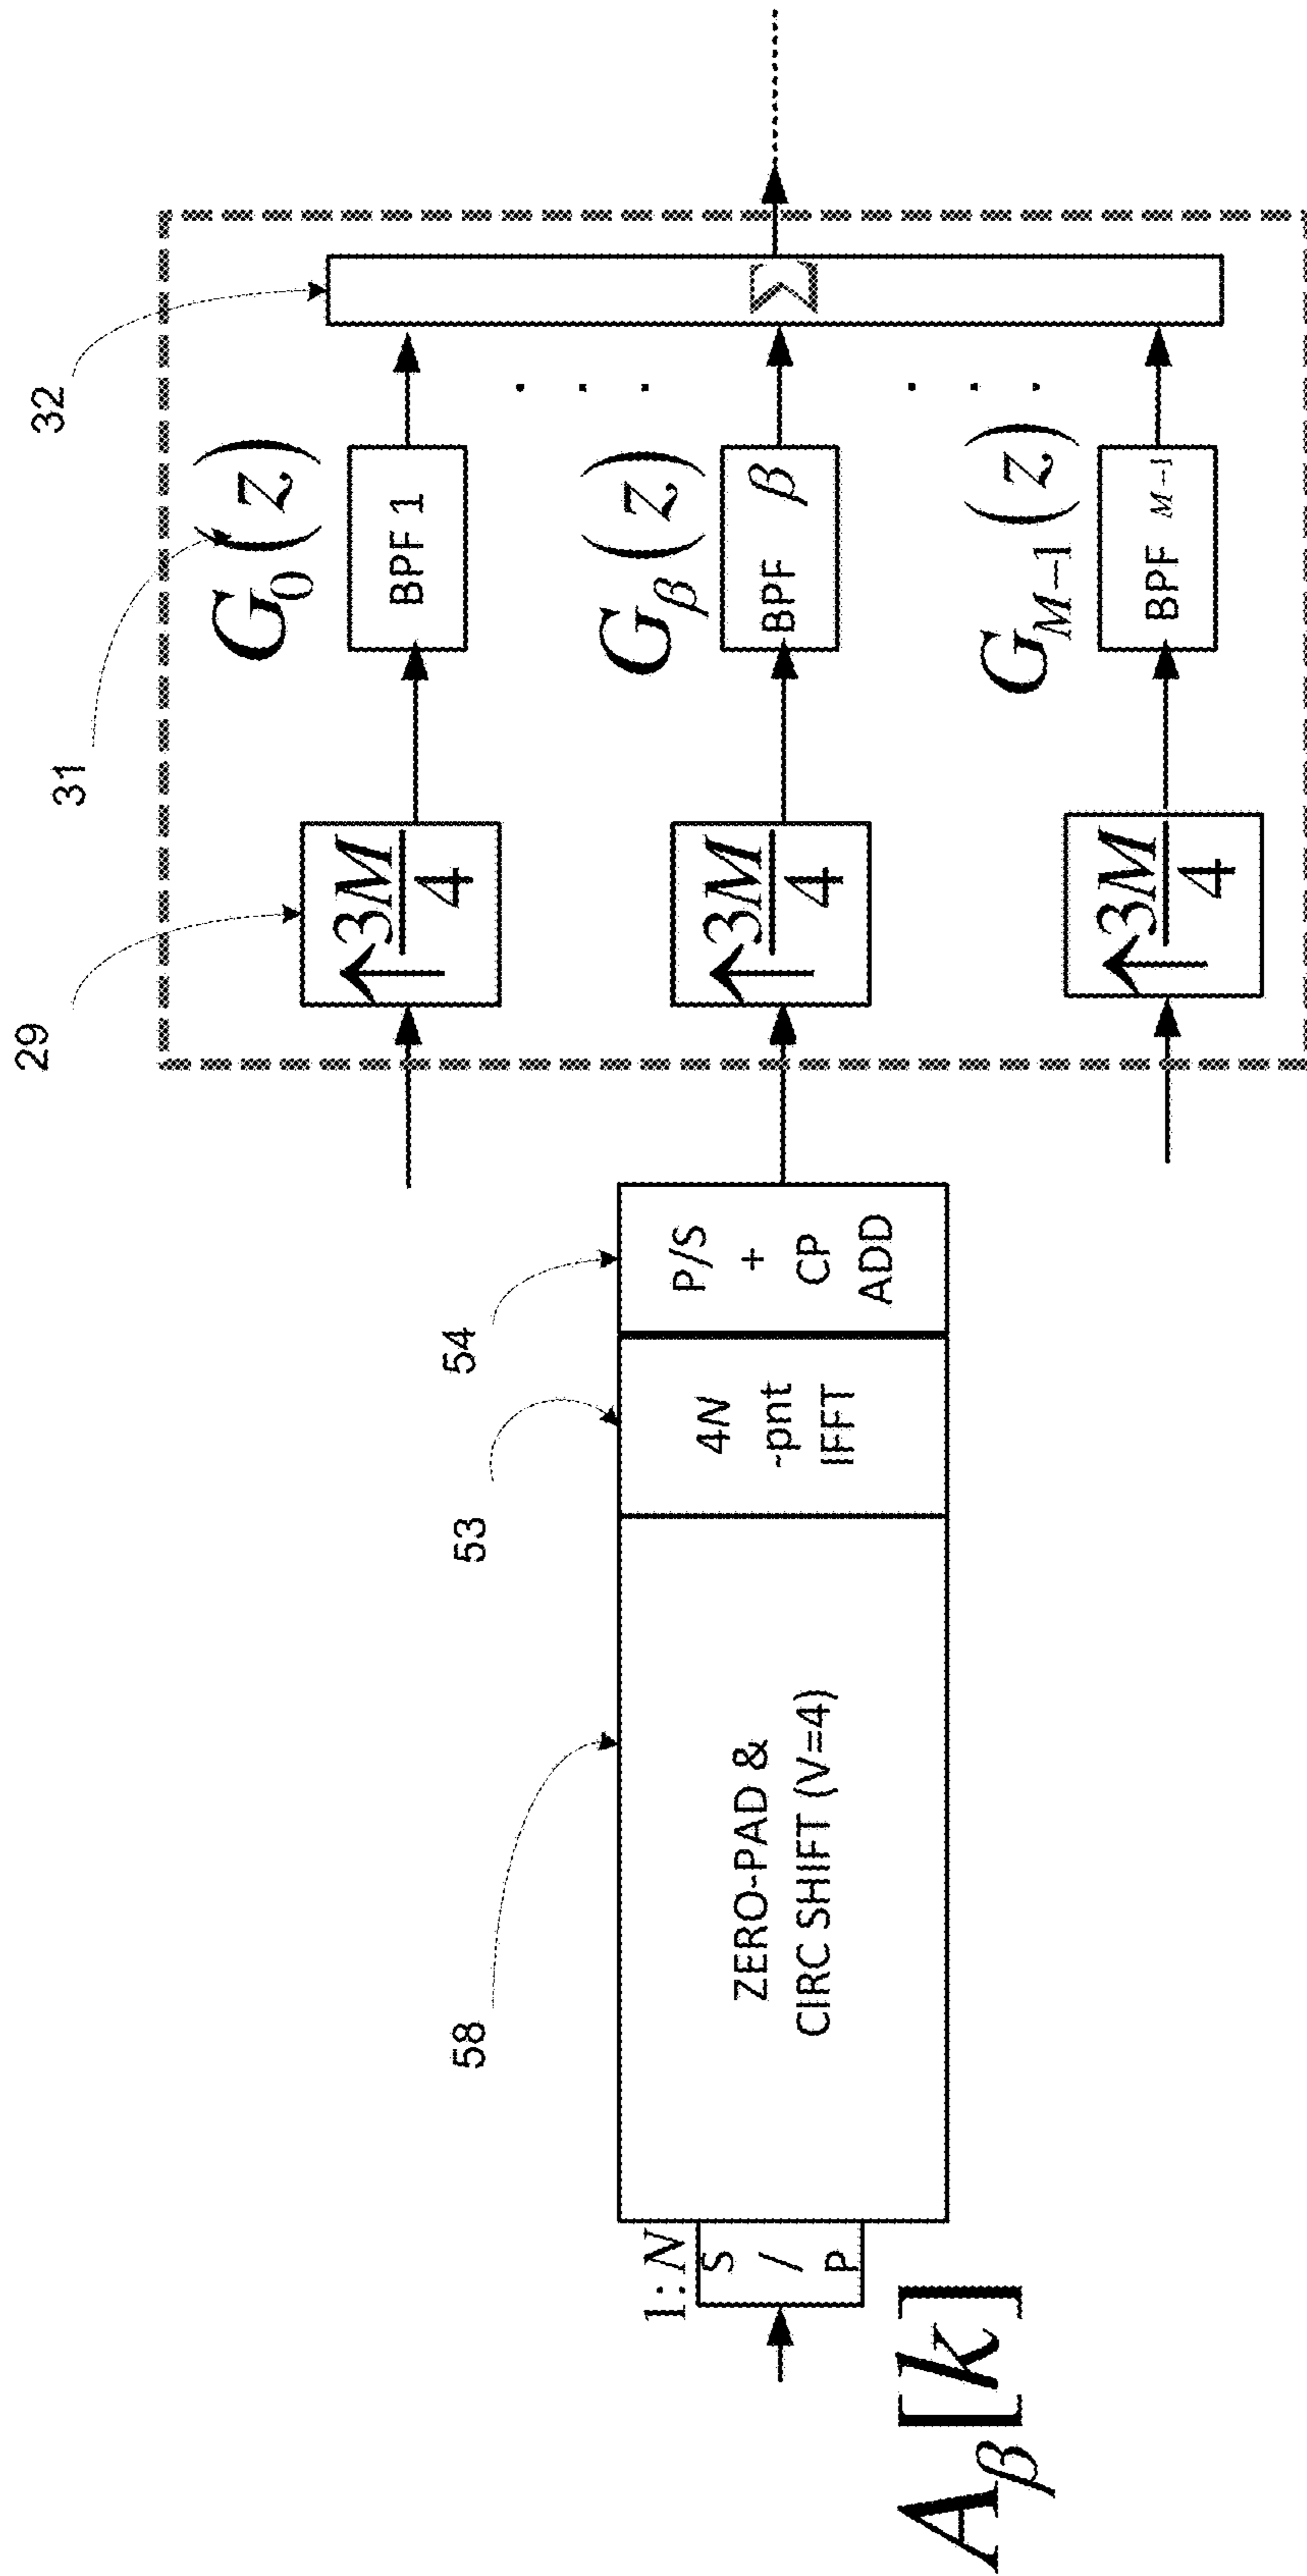 29
31
32
G_0(z)
↑ 3M/4
BPF 1
G_β(z)
↑ 3M/4
BPF β
Σ
G_{M-1}(z)
↑ 3M/4
BPF M-1
58
53
54
A_β[k]
1:N
S
/
P
ZERO-PAD &
CIRC SHIFT (V=4)
4N
-pnt
IFFT
P/S
+
CP
ADD